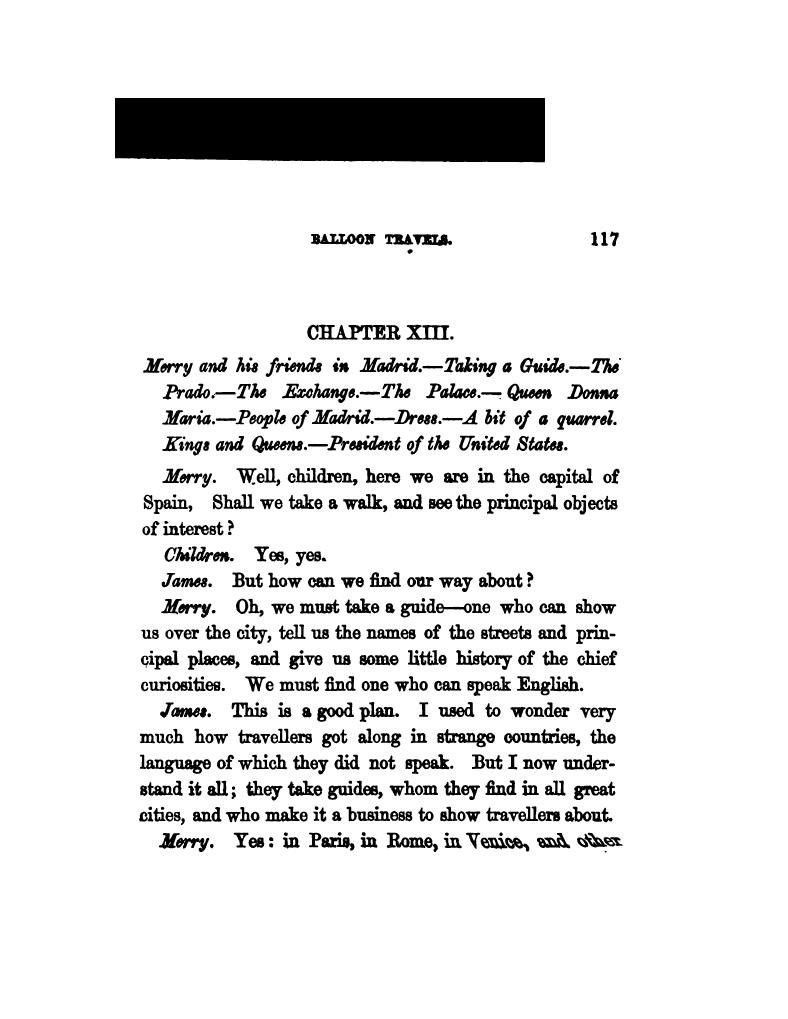 BALLOON TRAVELS. 117
CHAPTER XIII.
Merry and his friends in Madrid.—Taking a Guide.—The
Prado.—The Exchange.—The Palace.—Queen Donna
Maria.—People of Madrid.—Dress.—A bit of a quarrel.
Kings and Queens.—President of the United States.
Merry. Well, children, here we are in the capital of
Spain, Shall we take a walk, and see the principal objects
of interest?
Children. Yes, yes.
James. But how can we find our way about?
Merry. Oh, we must take a guide—one who can show
us over the city, tell us the names of the streets and prin-
cipal places, and give us some little history of the chief
curiosities. We must find one who can speak English.
James. This is a good plan. I used to wonder very
much how travellers got along in strange countries, the
language of which they did not speak. But I now under-
stand it all; they take guides, whom they find in all great
cities, and who make it a business to show travellers about.
Merry. Yes: in Paris, in Rome, in Venice, and other